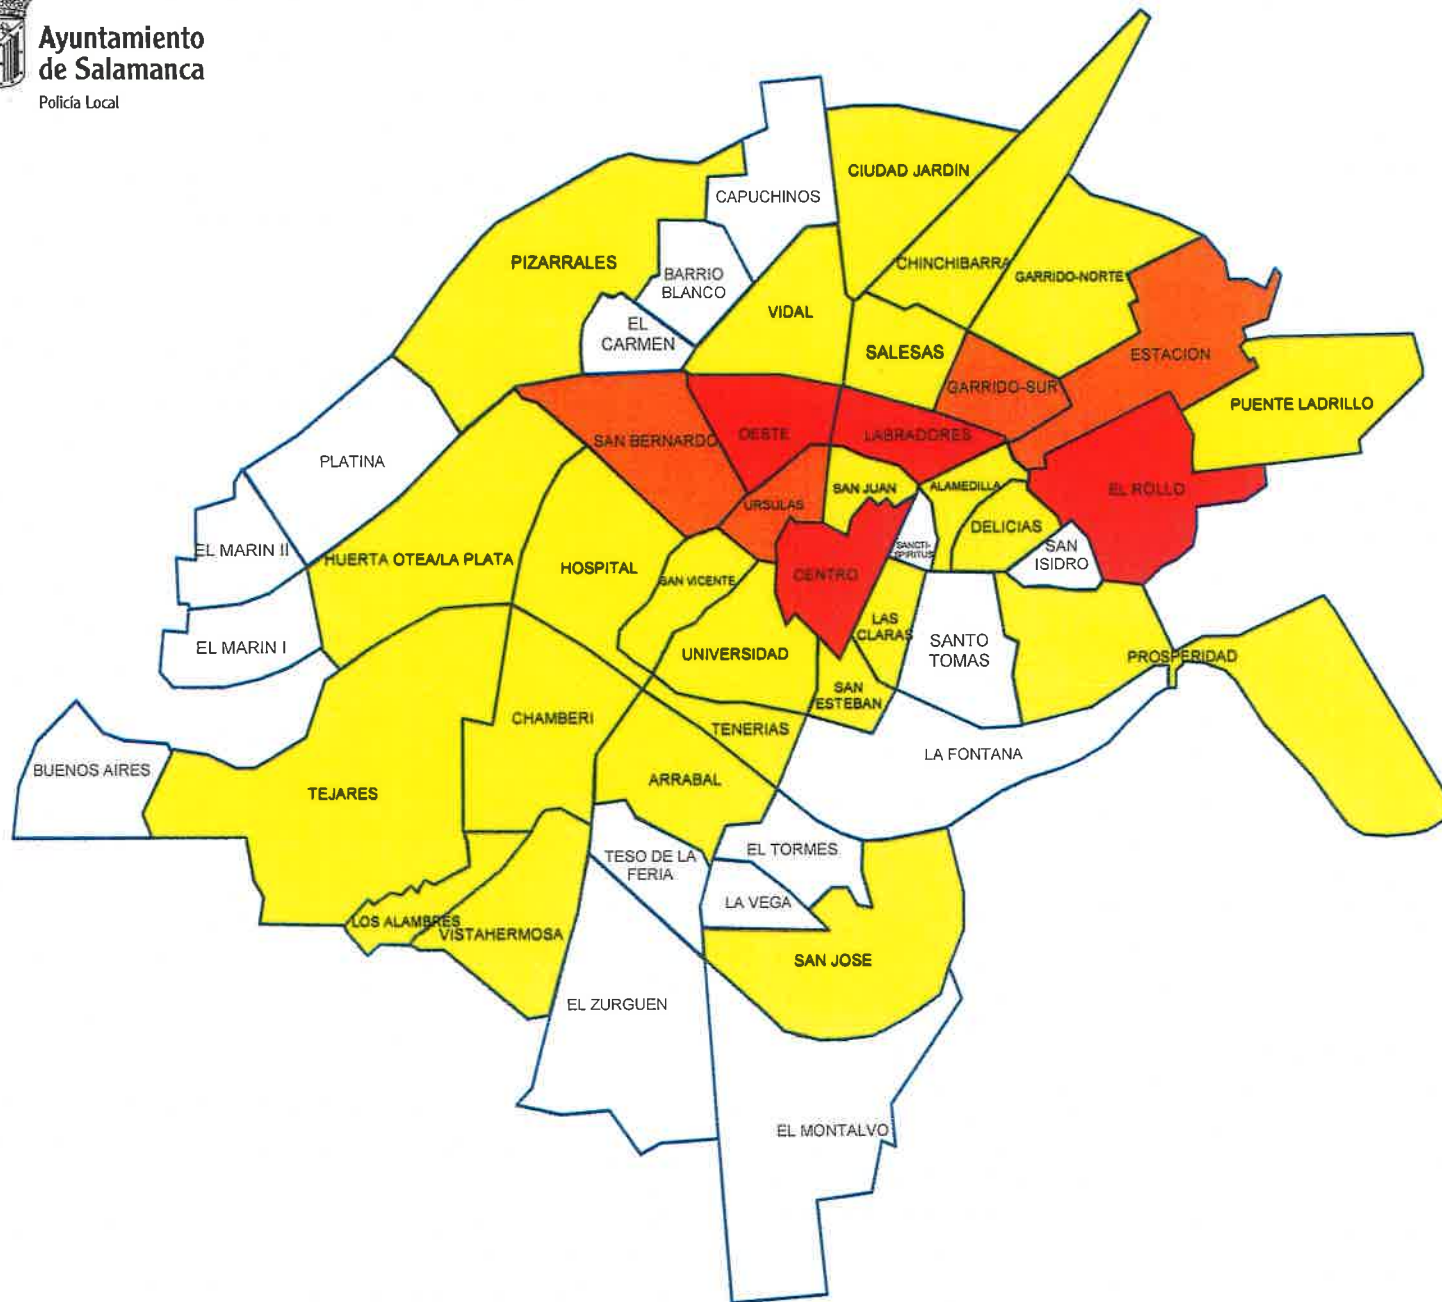 Ayuntamiento
de Salamanca
Policía Local
CIUDAD JARDIN
CAPUCHINOS
PIZARRALES
CHINCHIBARRA
BARRIO
BLANCO
GARRIDO-NORTE
VIDAL
EL
CARMEN
SALESAS
ESTACION
GARRIDO-SUR
PUENTE LADRILLO
SAN BERNARDO
OESTE
LABRADORES
PLATINA
SAN JUAN
ALAMEDILLA
EL ROLLO
URSULAS
DELICIAS
EL MARIN II
HUERTA OTEA/LA PLATA
HOSPITAL
SANCTI-
SPIRITUS
SAN
ISIDRO
SAN VICENTE
CENTRO
LAS
CLARAS
EL MARIN I
UNIVERSIDAD
SANTO
TOMAS
PROSPERIDAD
SAN
ESTEBAN
CHAMBERI
TENERIAS
LA FONTANA
BUENOS AIRES
ARRABAL
TEJARES
EL TORMES
TESO DE LA
FERIA
LA VEGA
LOS ALAMBRES
VISTAHERMOSA
SAN JOSE
EL ZURGUEN
EL MONTALVO